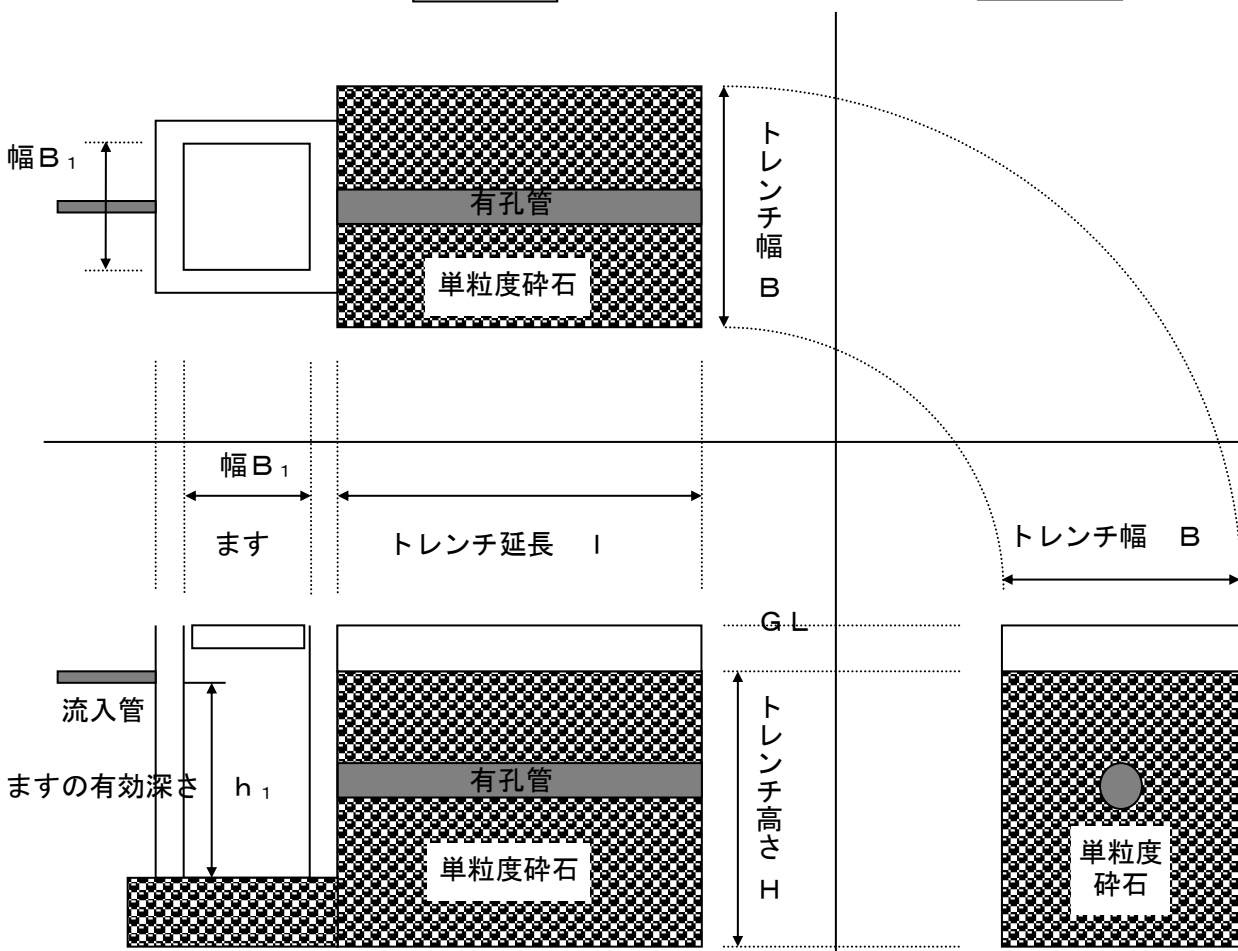 幅Ｂ₁
有孔管
単粒度砕石
トレンチ幅　Ｂ
幅Ｂ₁
ます
トレンチ延長　ｌ
トレンチ幅　Ｂ
ＧＬ
流入管
ますの有効深さ　ｈ₁
有孔管
単粒度砕石
トレンチ高さ　Ｈ
単粒度
砕石